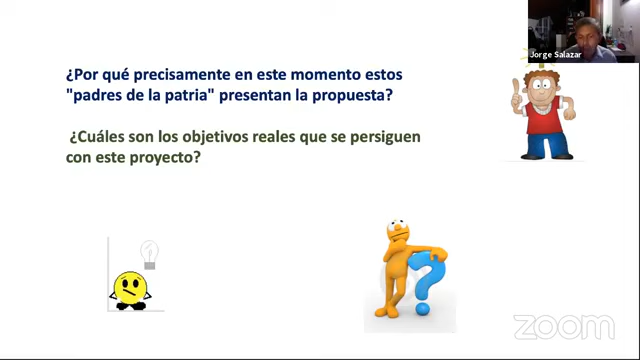 Jorge Salazar
¿Por qué precisamente en este momento estos
"padres de la patria" presentan la propuesta?
¿Cuáles son los objetivos reales que se persiguen
con este proyecto?
zoom